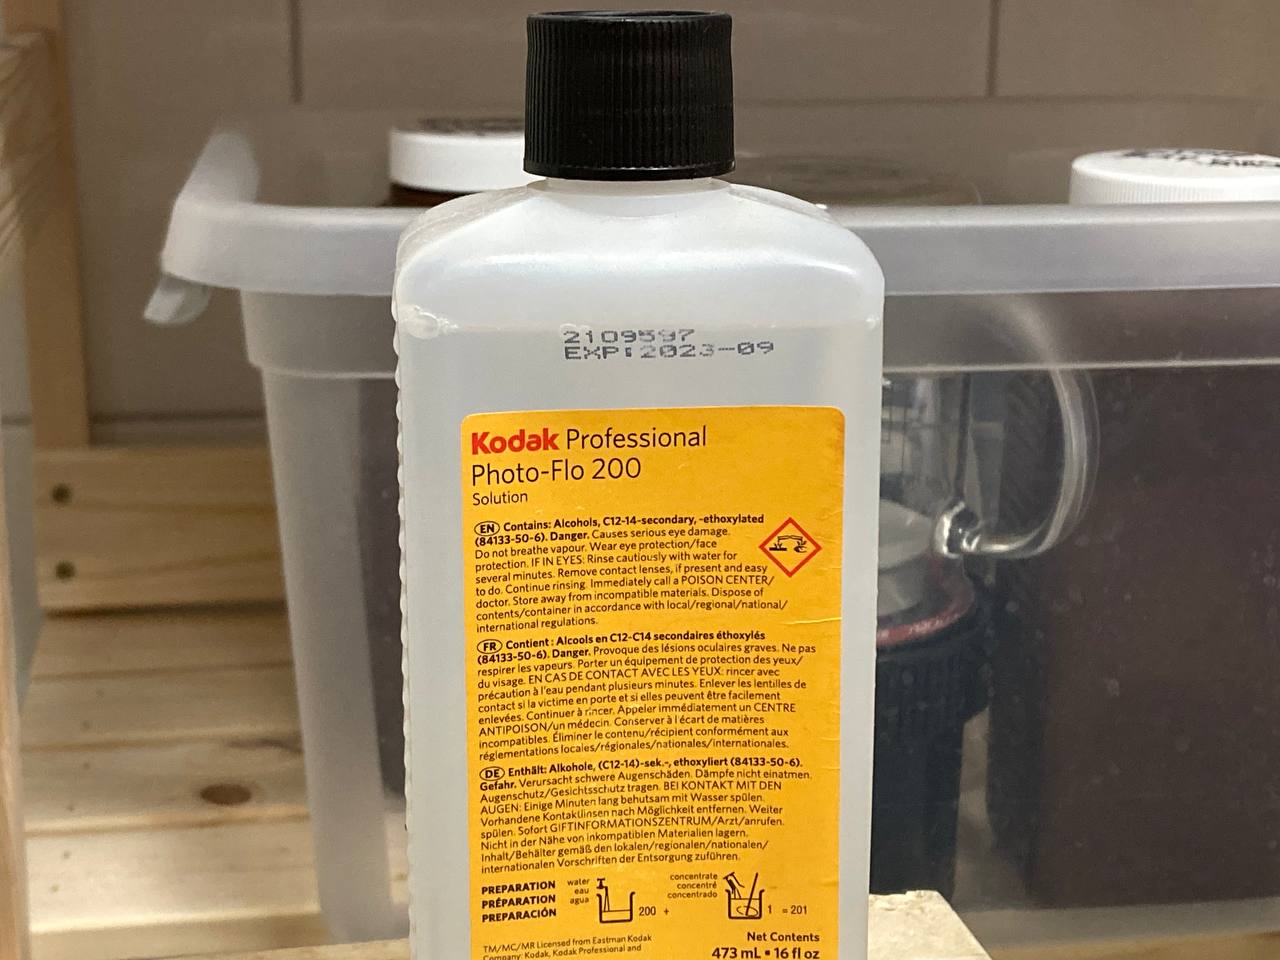 2109597
EXP:2023-09
Kodak Professional
Photo-Flo 200
Solution
EN Contains: Alcohols, C12-14-secondary, -ethoxylated
(84133-50-6). Danger. Causes serious eye damage.
Do not breathe vapour. Wear eye protection/face
protection. IF IN EYES: Rinse cautiously with water for
several minutes. Remove contact lenses, if present and easy
to do. Continue rinsing. Immediately call a POISON CENTER/
doctor. Store away from incompatible materials. Dispose of
contents/container in accordance with local/regional/national/
international regulations.
FR Contient : Alcools en C12-C14 secondaires éthoxylés
(84133-50-6). Danger. Provoque des lésions oculaires graves. Ne pas
respirer les vapeurs. Porter un équipement de protection des yeux/
du visage. EN CAS DE CONTACT AVEC LES YEUX: rincer avec
précaution à l'eau pendant plusieurs minutes. Enlever les lentilles de
contact si la victime en porte et si elles peuvent être facilement
enlevées. Continuer à rincer. Appeler immédiatement un CENTRE
ANTIPOISON/un médecin. Conserver à l'écart de matières
incompatibles. Éliminer le contenu/récipient conformément aux
réglementations locales/régionales/nationales/internationales.
DE Enthält: Alkohole, (C12-14)-sek.-, ethoxyliert (84133-50-6).
Gefahr. Verursacht schwere Augenschäden. Dämpfe nicht einatmen.
Augenschutz/Gesichtsschutz tragen. BEI KONTAKT MIT DEN
AUGEN: Einige Minuten lang behutsam mit Wasser spülen.
Vorhandene Kontaktlinsen nach Möglichkeit entfernen. Weiter
spülen. Sofort GIFTINFORMATIONSZENTRUM/Arzt/anrufen.
Nicht in der Nähe von inkompatiblen Materialien lagern.
Inhalt/Behälter gemäß den lokalen/regionalen/nationalen/
internationalen Vorschriften der Entsorgung zuführen.
PREPARATION
PRÉPARATION
PREPARACIÓN
water
eau
agua
200 +
concentrate
concentré
concentrado
1 = 201
TM/MC/MR Licensed from Eastman Kodak
Company: Kodak, Kodak Professional and
Net Contents
473 mL • 16 fl oz